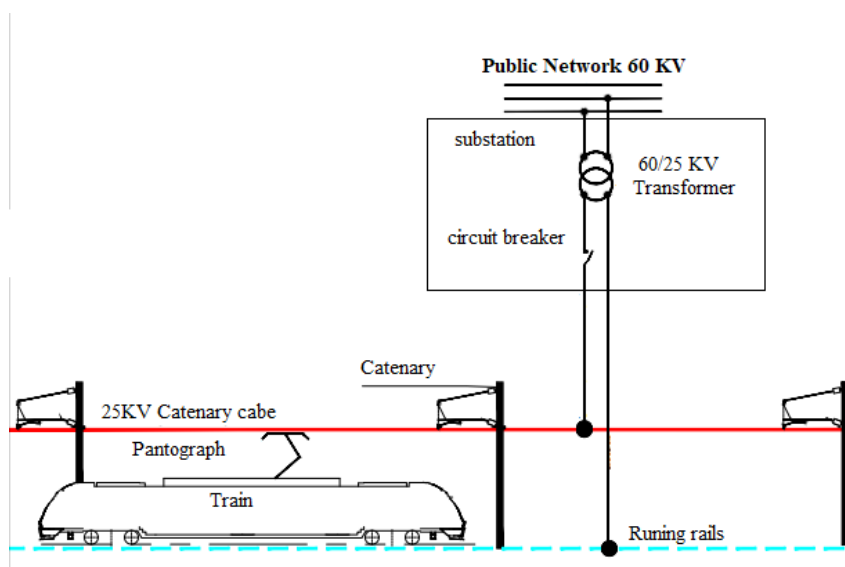 Public Network 60 KV
substation
60/25 KV
Transformer
circuit breaker
Catenary
25KV Catenary cabe
Pantograph
Train
Runing rails